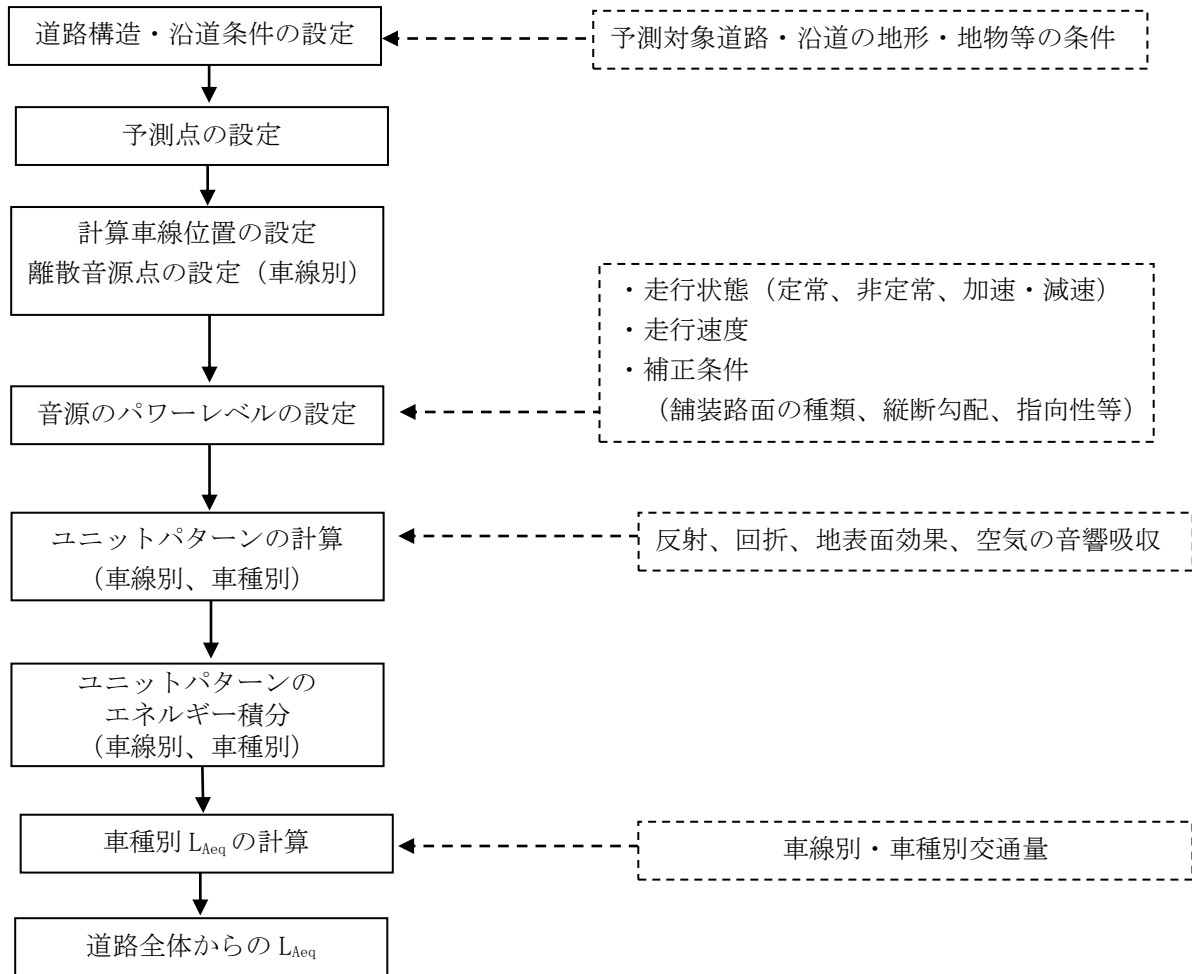 道路構造・沿道条件の設定
予測対象道路・沿道の地形・地物等の条件
予測点の設定
計算車線位置の設定
離散音源点の設定（車線別）
・走行状態（定常、非定常、加速・減速）
・走行速度
・補正条件
（舗装路面の種類、縦断勾配、指向性等）
音源のパワーレベルの設定
ユニットパターンの計算
（車線別、車種別）
反射、回折、地表面効果、空気の音響吸収
ユニットパターンの
エネルギー積分
（車線別、車種別）
車種別 LAeq の計算
車線別・車種別交通量
道路全体からの LAeq